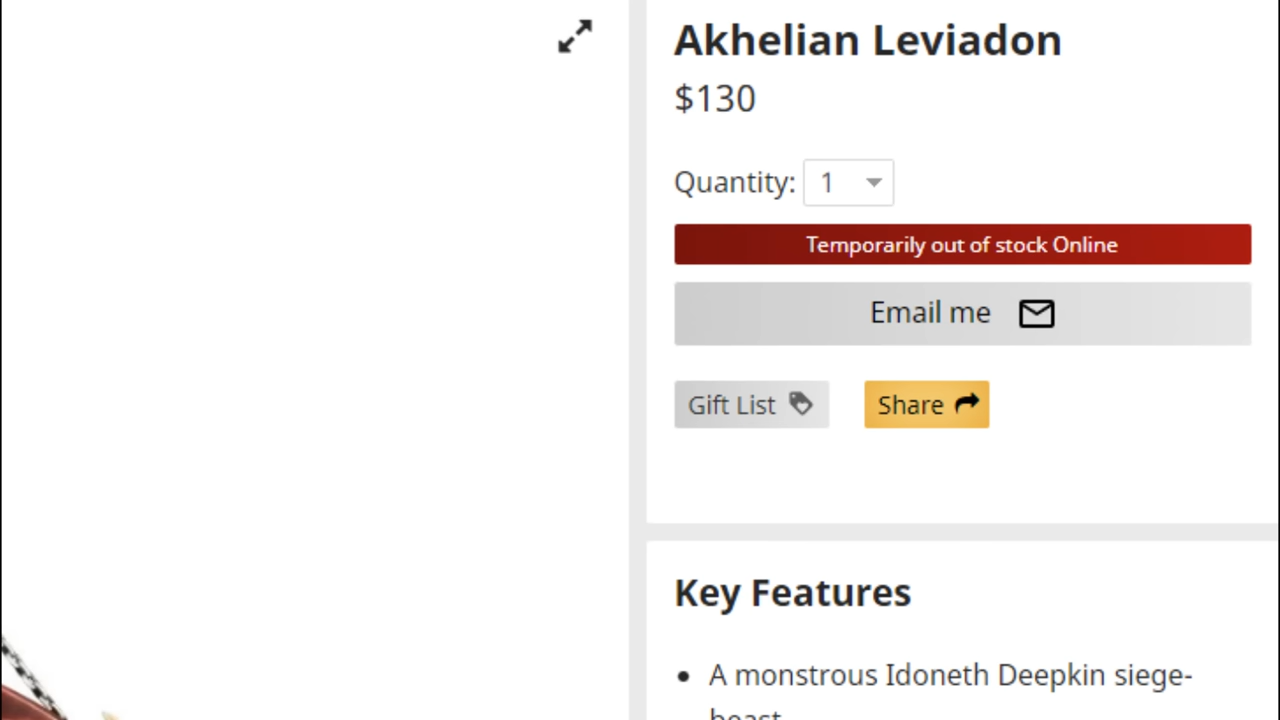 Akhelian Leviadon
$130
Quantity: 1
Temporarily out of stock Online
Email me
Gift List
Share
Key Features
• A monstrous Idoneth Deepkin siege-
beast